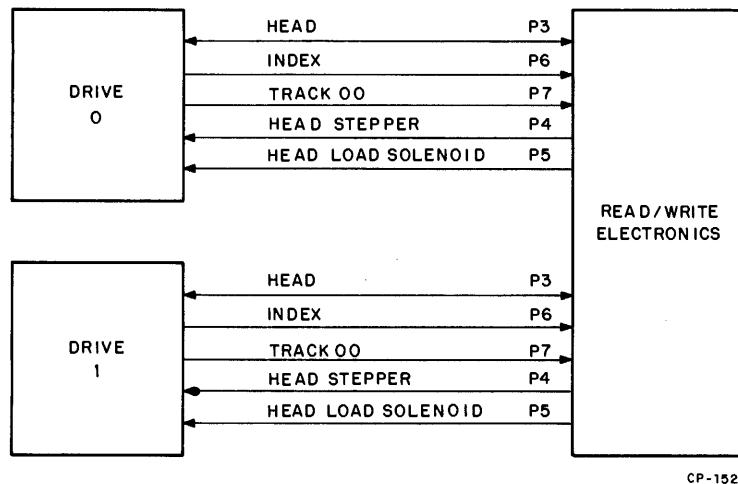 HEAD P3
INDEX P6
DRIVE
0
TRACK 00 P7
HEAD STEPPER P4
HEAD LOAD SOLENOID P5
READ/WRITE
ELECTRONICS
HEAD P3
INDEX P6
DRIVE
1
TRACK 00 P7
HEAD STEPPER P4
HEAD LOAD SOLENOID P5
CP-152